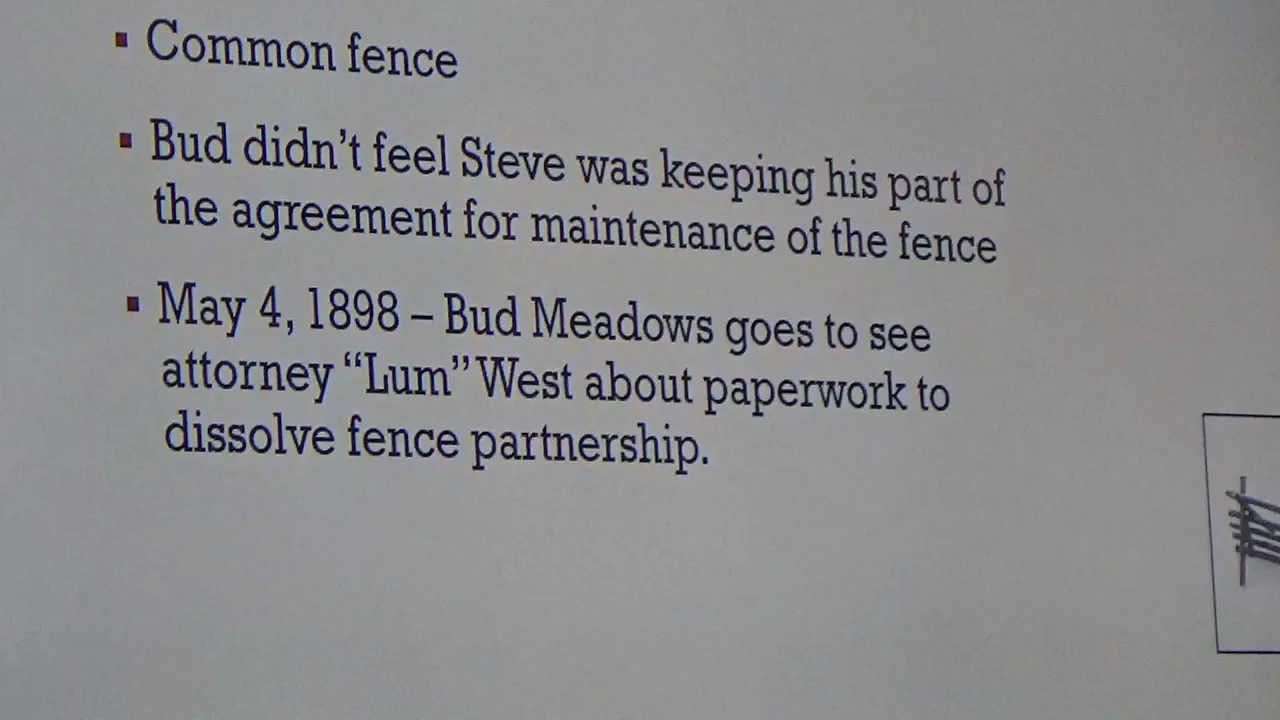 ▪ Common fence
▪ Bud didn't feel Steve was keeping his part of
the agreement for maintenance of the fence
▪ May 4, 1898 – Bud Meadows goes to see
attorney “Lum” West about paperwork to
dissolve fence partnership.